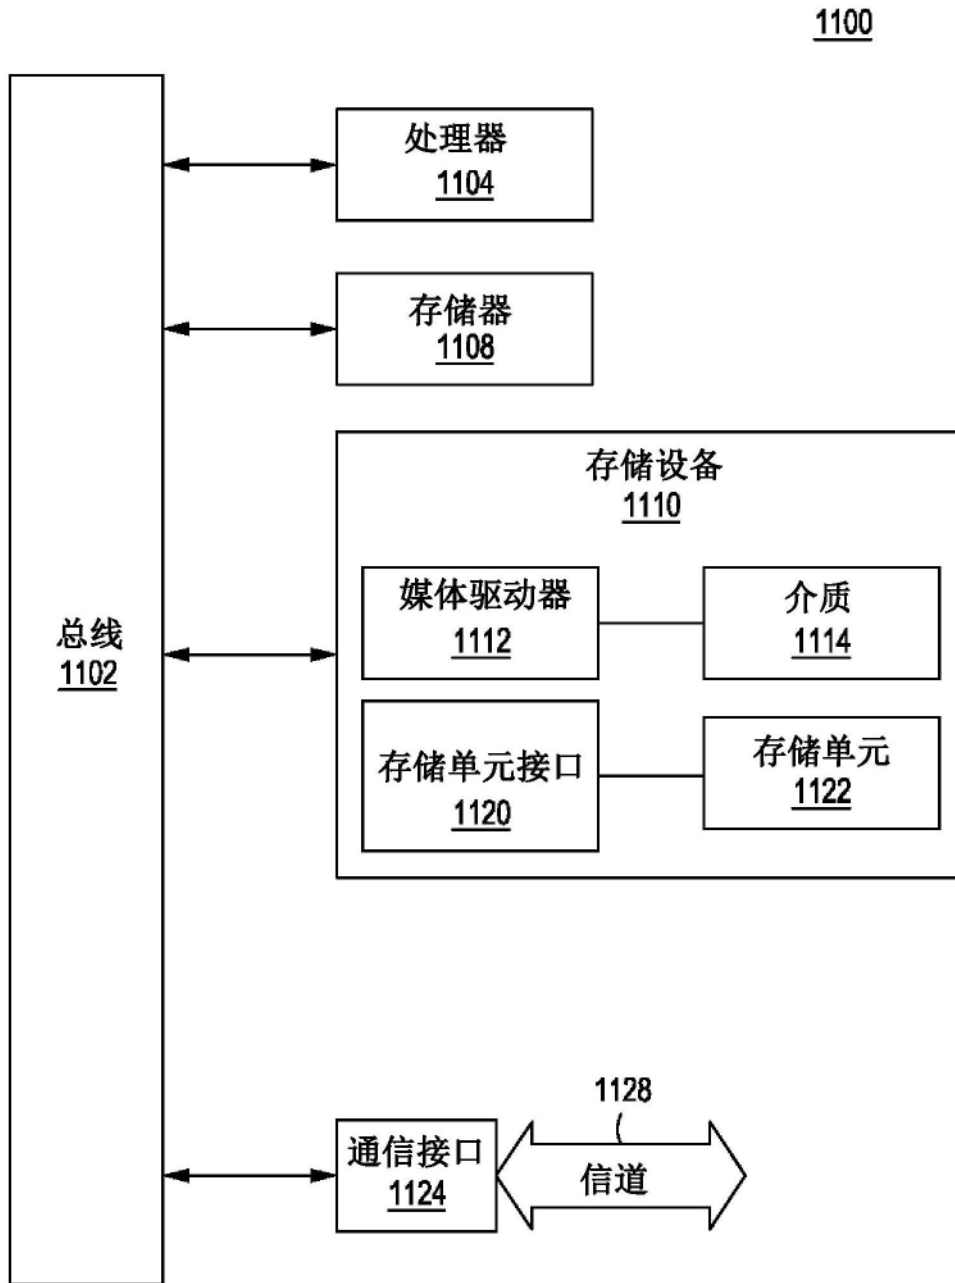 1100
处理器
1104
存储器
1108
存储设备
1110
媒体驱动器
1112
介质
1114
总线
1102
存储单元接口
1120
存储单元
1122
1128
通信接口
1124
信道